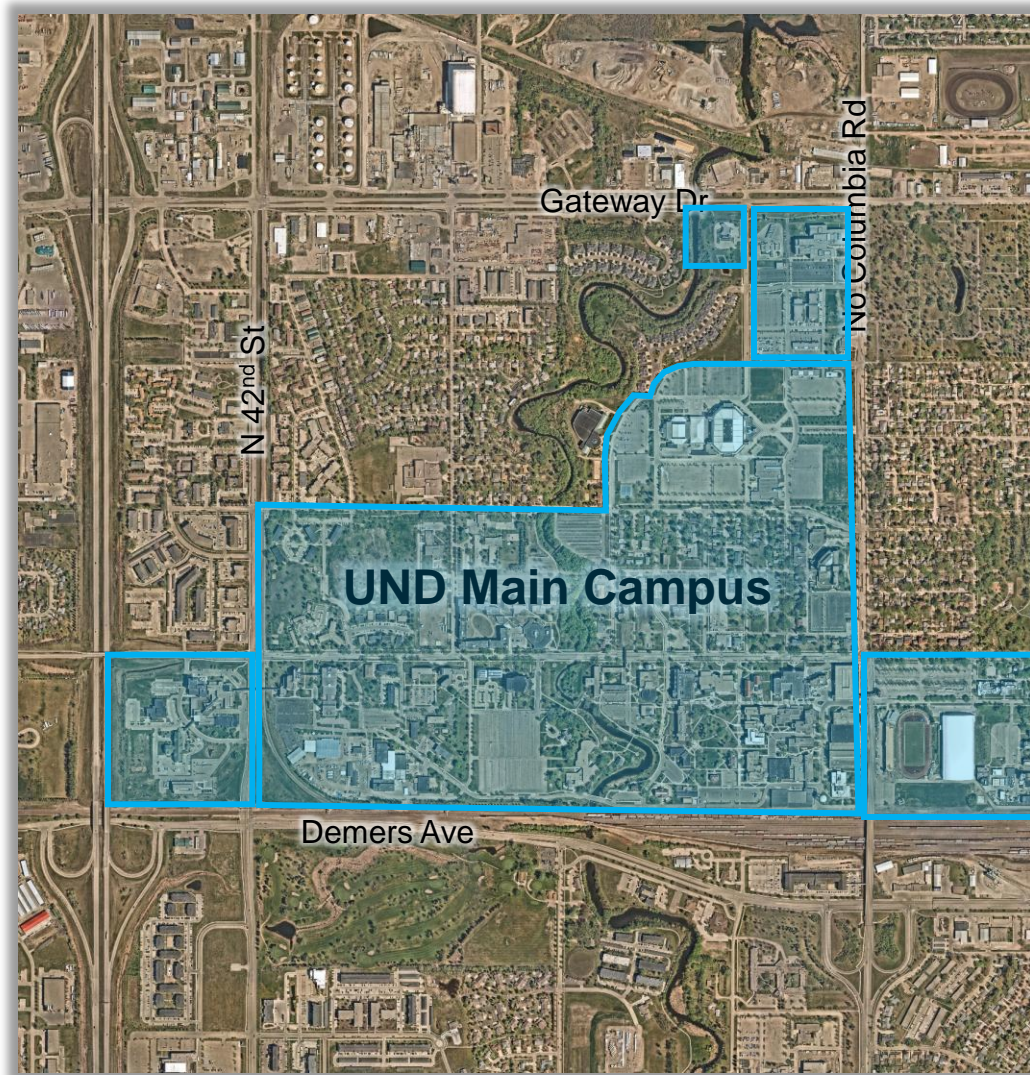 Gateway Dr
No Columbia Rd
N 42nd St
UND Main Campus
Demers Ave